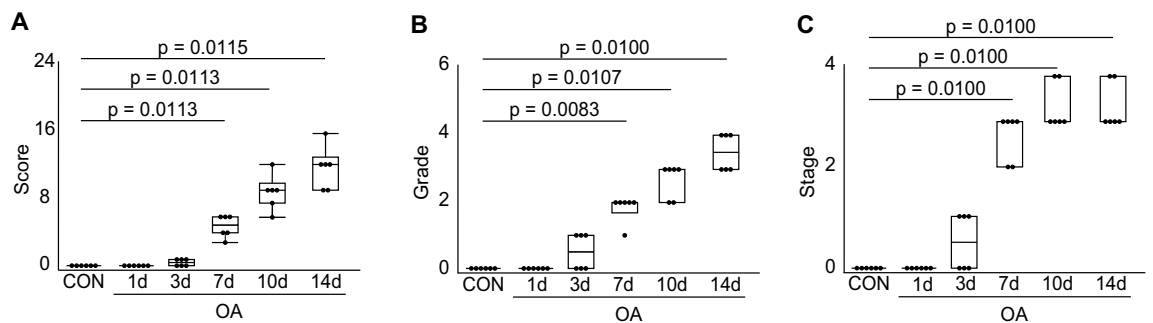 A
p = 0.0115
p = 0.0113
p = 0.0113
Score
24
16
8
0
CON 1d 3d 7d 10d 14d
OA
B
p = 0.0100
p = 0.0107
p = 0.0083
Grade
6
4
2
0
CON 1d 3d 7d 10d 14d
OA
C
p = 0.0100
p = 0.0100
p = 0.0100
Stage
4
2
0
CON 1d 3d 7d 10d 14d
OA